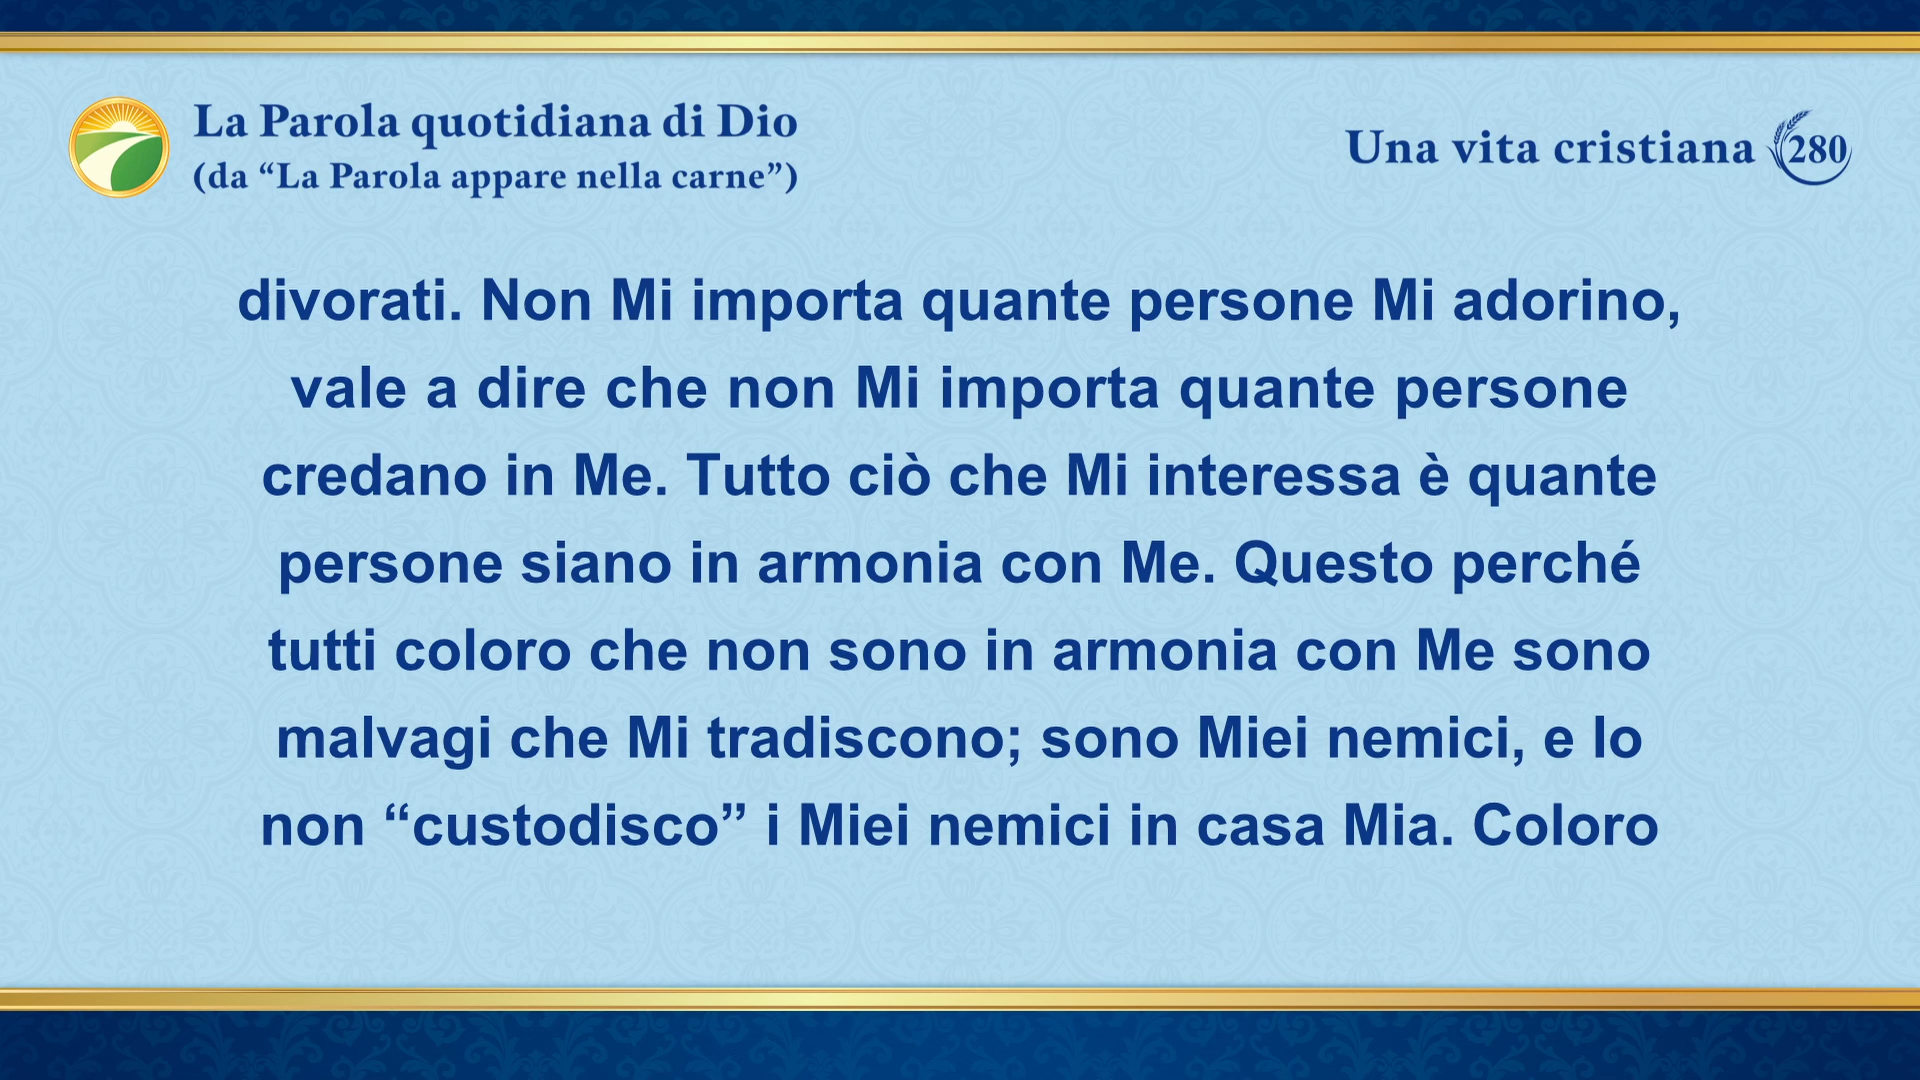 La Parola quotidiana di Dio
(da “La Parola appare nella carne”)
Una vita cristiana 280
divorati. Non Mi importa quante persone Mi adorino,
vale a dire che non Mi importa quante persone
credano in Me. Tutto ciò che Mi interessa è quante
persone siano in armonia con Me. Questo perché
tutti coloro che non sono in armonia con Me sono
malvagi che Mi tradiscono; sono Miei nemici, e Io
non “custodisco” i Miei nemici in casa Mia. Coloro